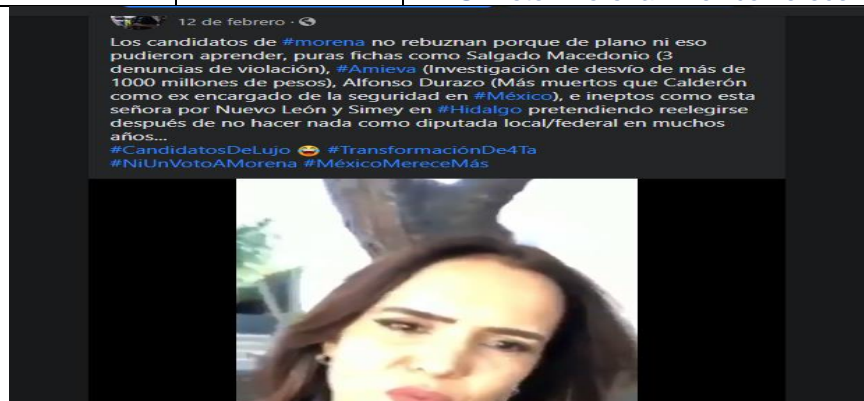 12 de febrero ·
Los candidatos de #morena no rebuznan porque de plano ni eso
pudieron aprender, puras fichas como Salgado Macedonio (3
denuncias de violación), #Amieva (Investigación de desvío de más de
1000 millones de pesos), Alfonso Durazo (Más muertos que Calderón
como ex encargado de la seguridad en #México), e ineptos como esta
señora por Nuevo León y Simey en #Hidalgo pretendiendo reelegirse
después de no hacer nada como diputada local/federal en muchos
años...
#CandidatosDeLujo 😂 #TransformaciónDe4Ta
#NiUnVotoAMorena #MéxicoMereceMás